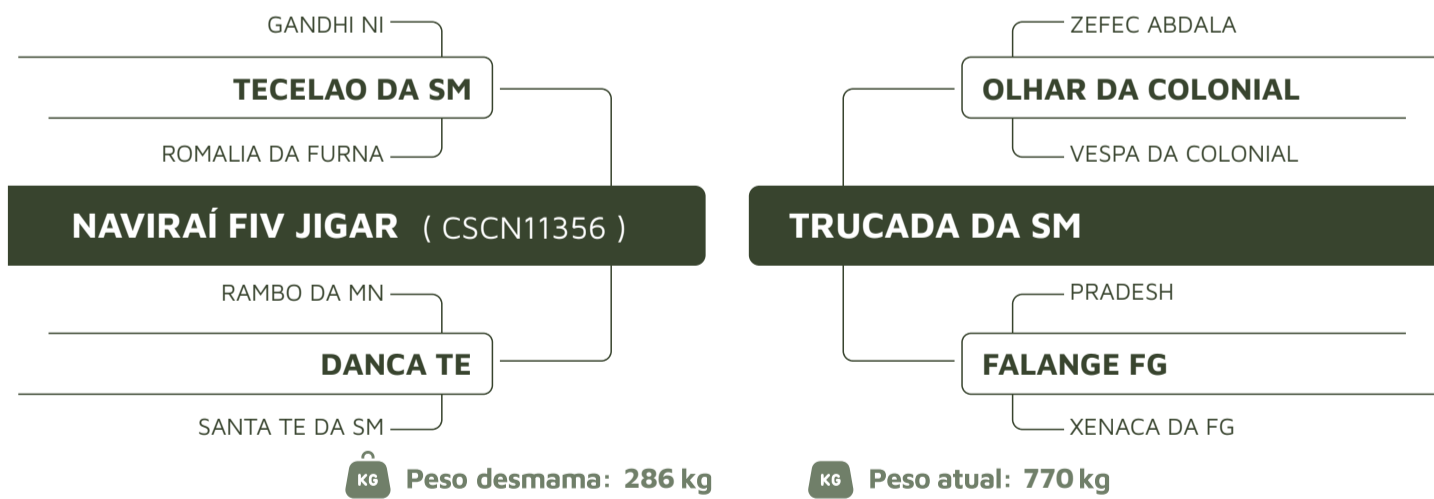 GANDHI NI
TECELAO DA SM
ROMALIA DA FURNA
NAVIRAÍ FIV JIGAR ( CSCN11356 )
RAMBO DA MN
DANCA TE
SANTA TE DA SM
ZEFEC ABDALA
OLHAR DA COLONIAL
VESPA DA COLONIAL
TRUCADA DA SM
PRADESH
FALANGE FG
XENACA DA FG
KG Peso desmama: 286 kg
KG Peso atual: 770 kg